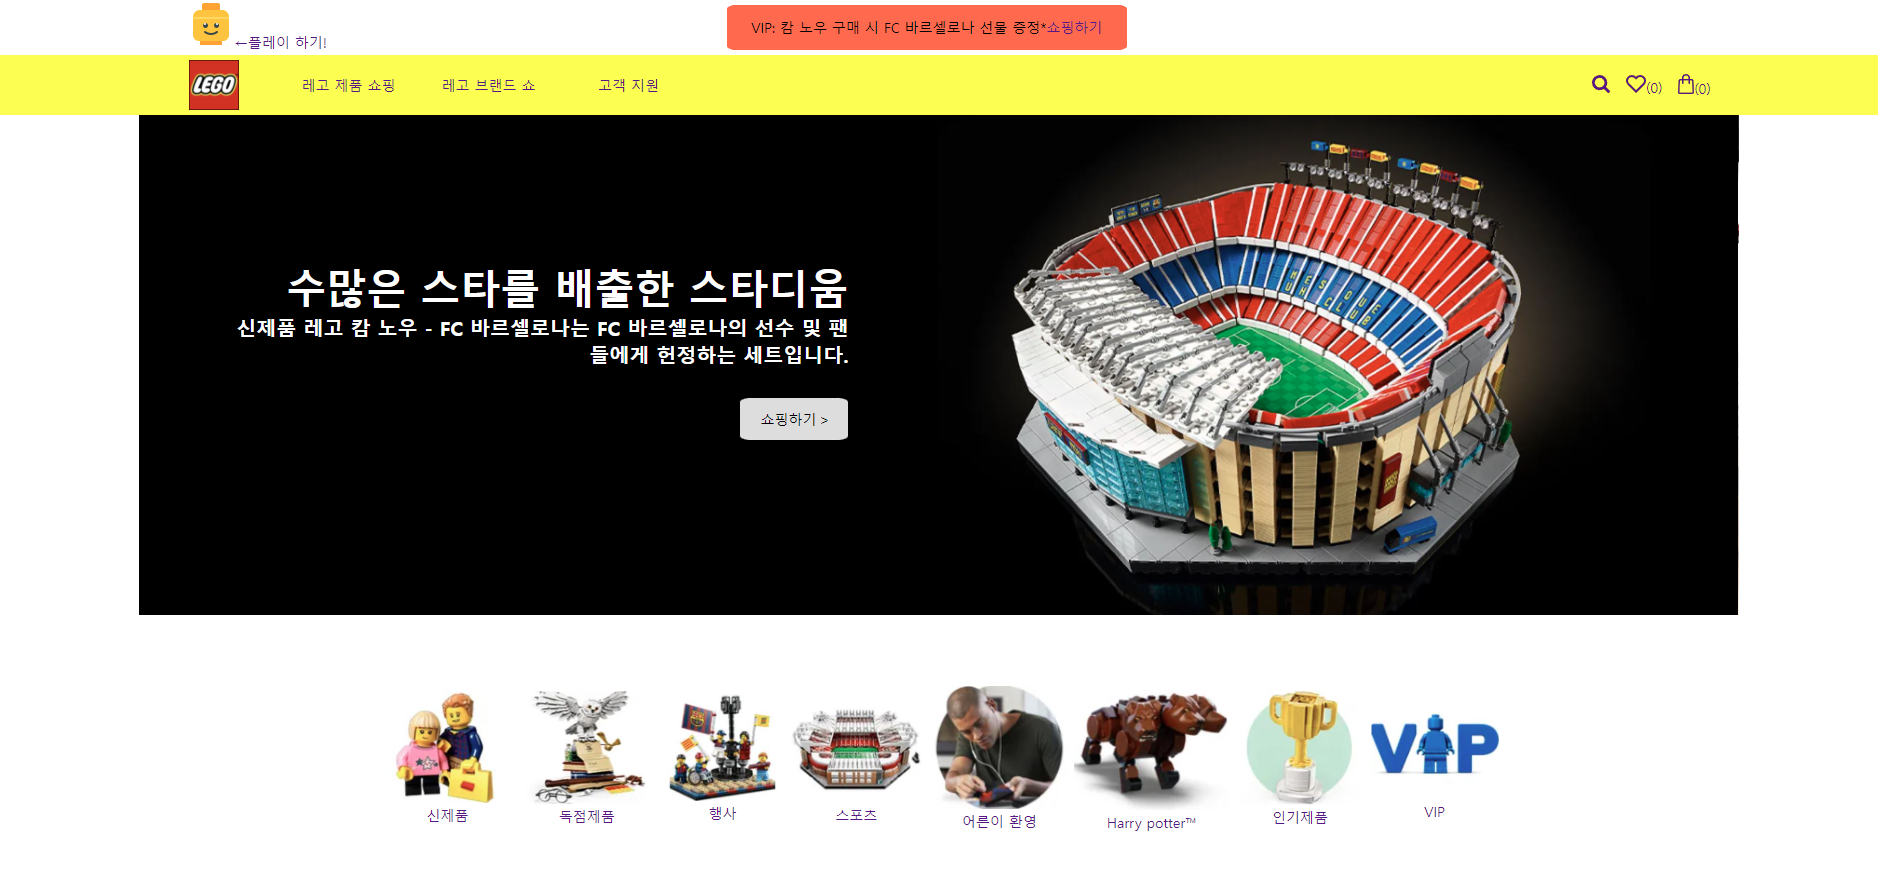 ←플레이 하기!
VIP: 캄 노우 구매 시 FC 바르셀로나 선물 증정*쇼핑하기
LEGO
레고 제품 쇼핑
레고 브랜드 쇼
고객 지원
(0)
(0)
수많은 스타를 배출한 스타디움
신제품 레고 캄 노우 - FC 바르셀로나는 FC 바르셀로나의 선수 및 팬
들에게 헌정하는 세트입니다.
쇼핑하기 >
신제품
독점제품
행사
스포츠
어른이 환영
Harry potter™
인기제품
VIP
VIP